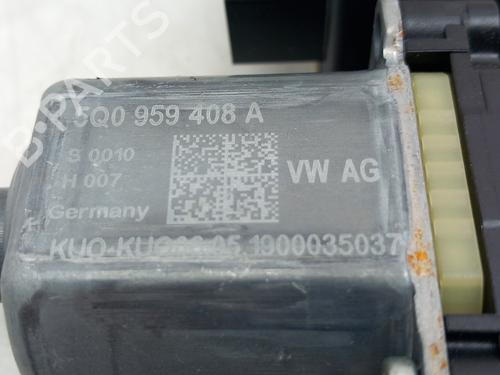 5Q0 959 408 A
S 0010
H 007
VW AG
Germany
1900035037
B-PARTS